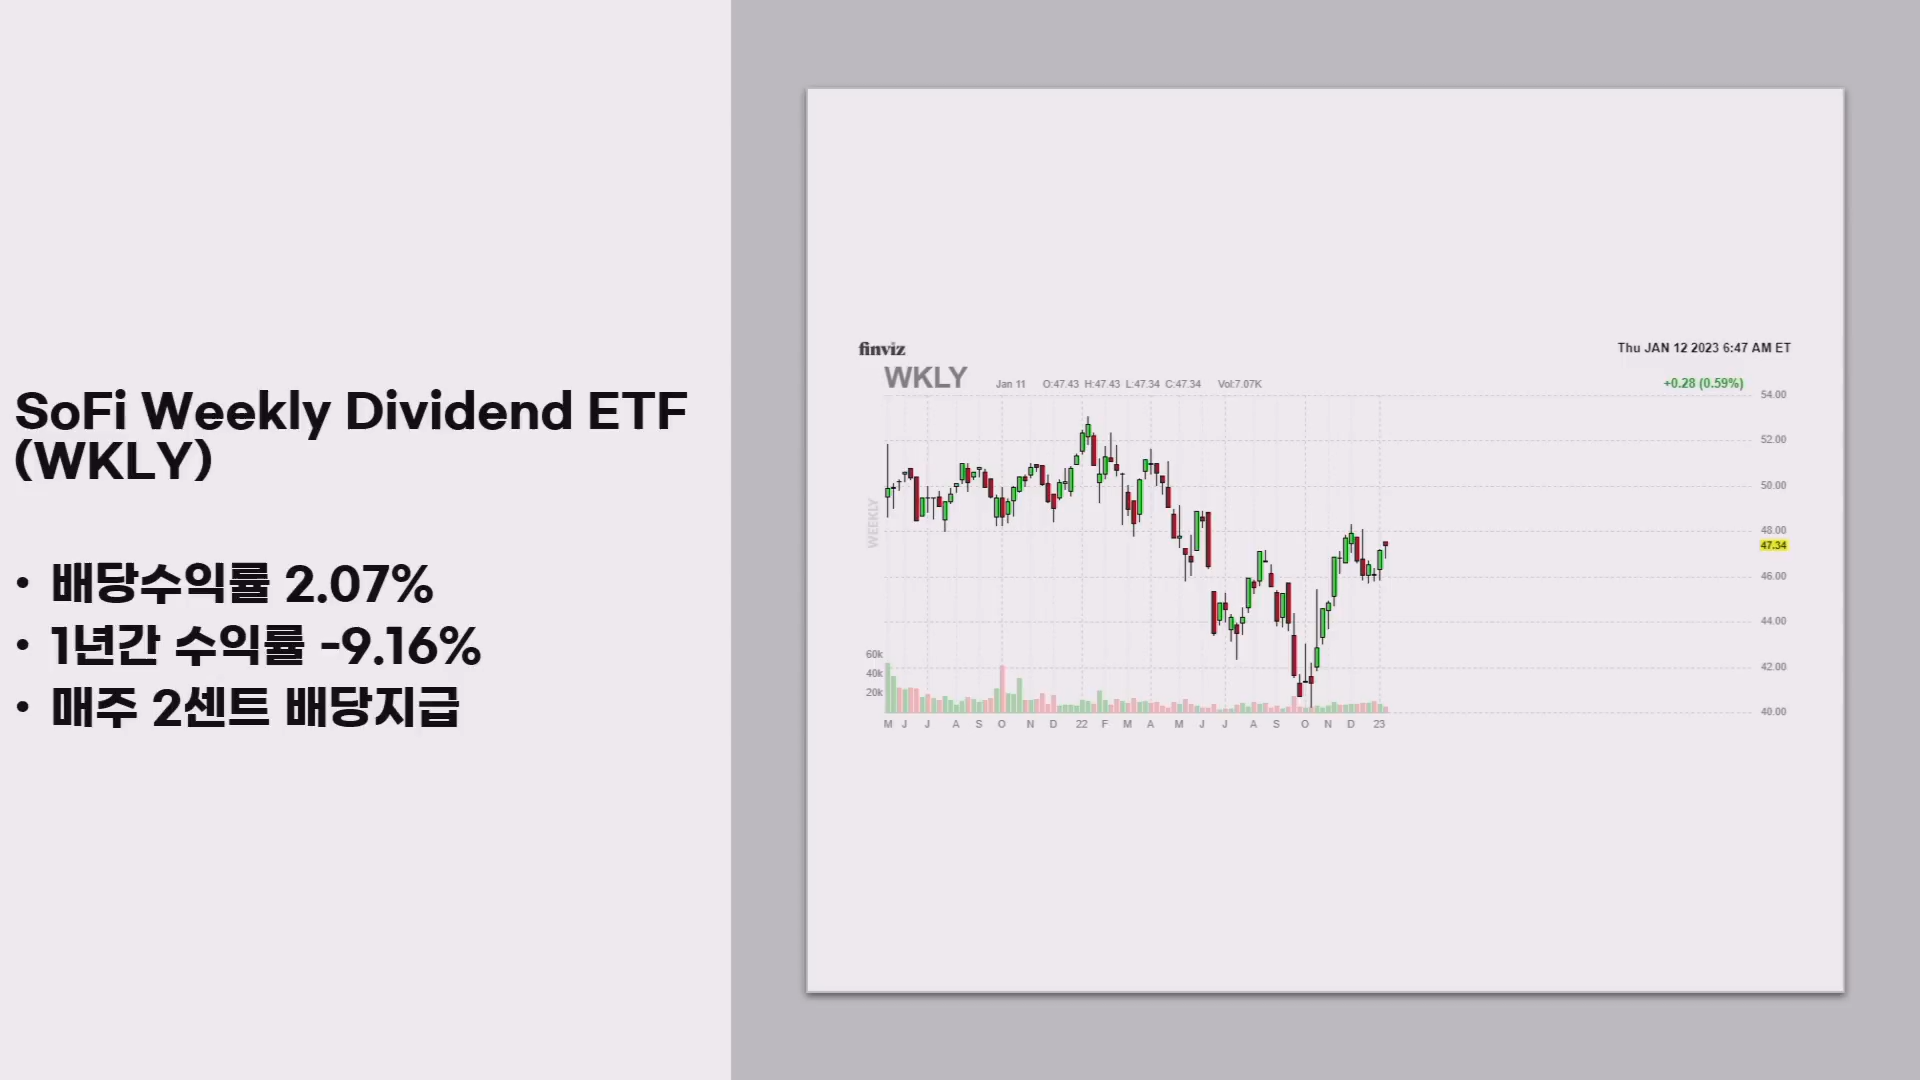 SoFi Weekly Dividend ETF
(WKLY)
• 배당수익률 2.07%
• 1년간 수익률 -9.16%
• 매주 2센트 배당지급
finviz
Thu JAN 12 2023 6:47 AM ET
WKLY Jan 11 O:47.43 H:47.43 L:47.34 C:47.34 Vol:7.07K +0.28 (0.59%)
54.00
52.00
50.00
48.00
47.34
46.00
44.00
42.00
40.00
WEEKLY
60k
40k
20k
M J J A S O N D 22 F M A M J J A S O N D 23